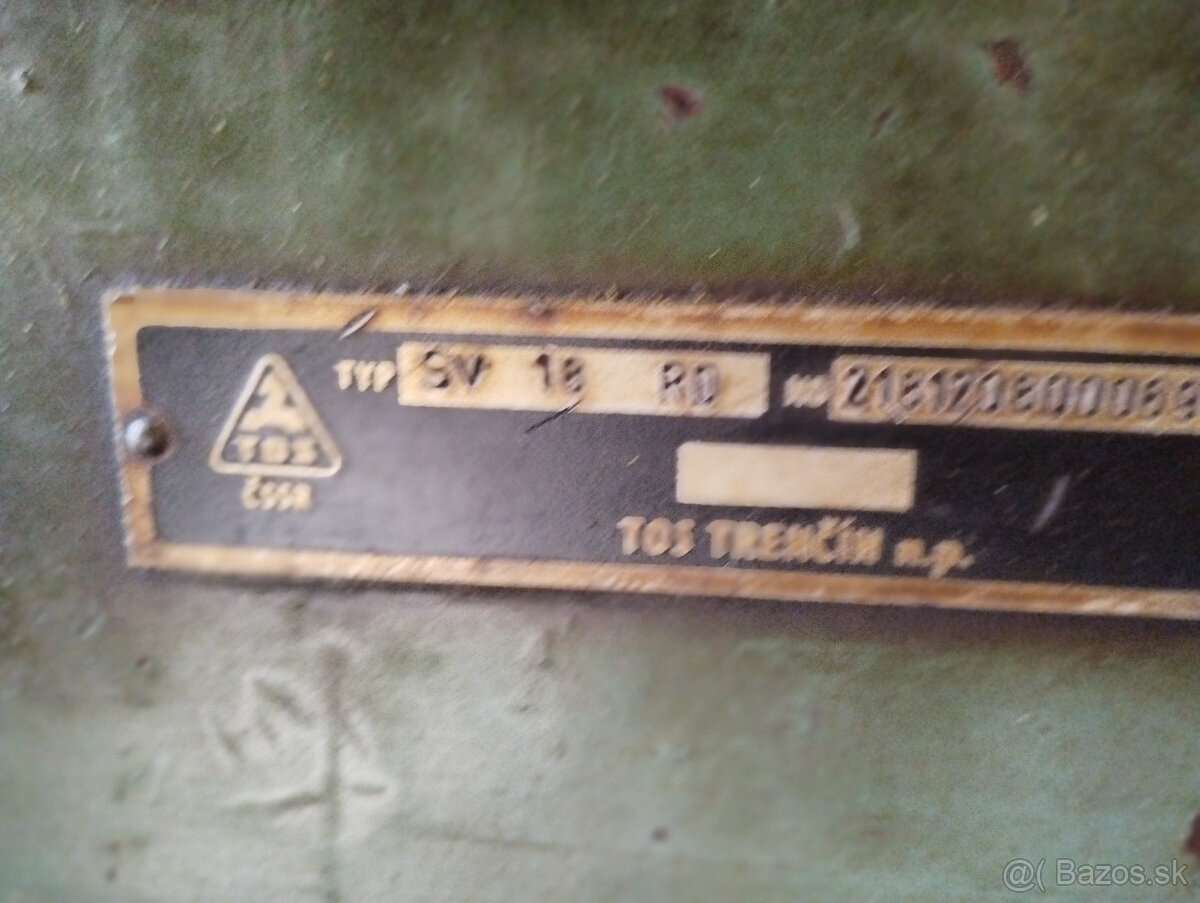 TYP SV 18 RD
TOS
ČSSR
TOS TRENČÍN n.p.
@( Bazos.sk